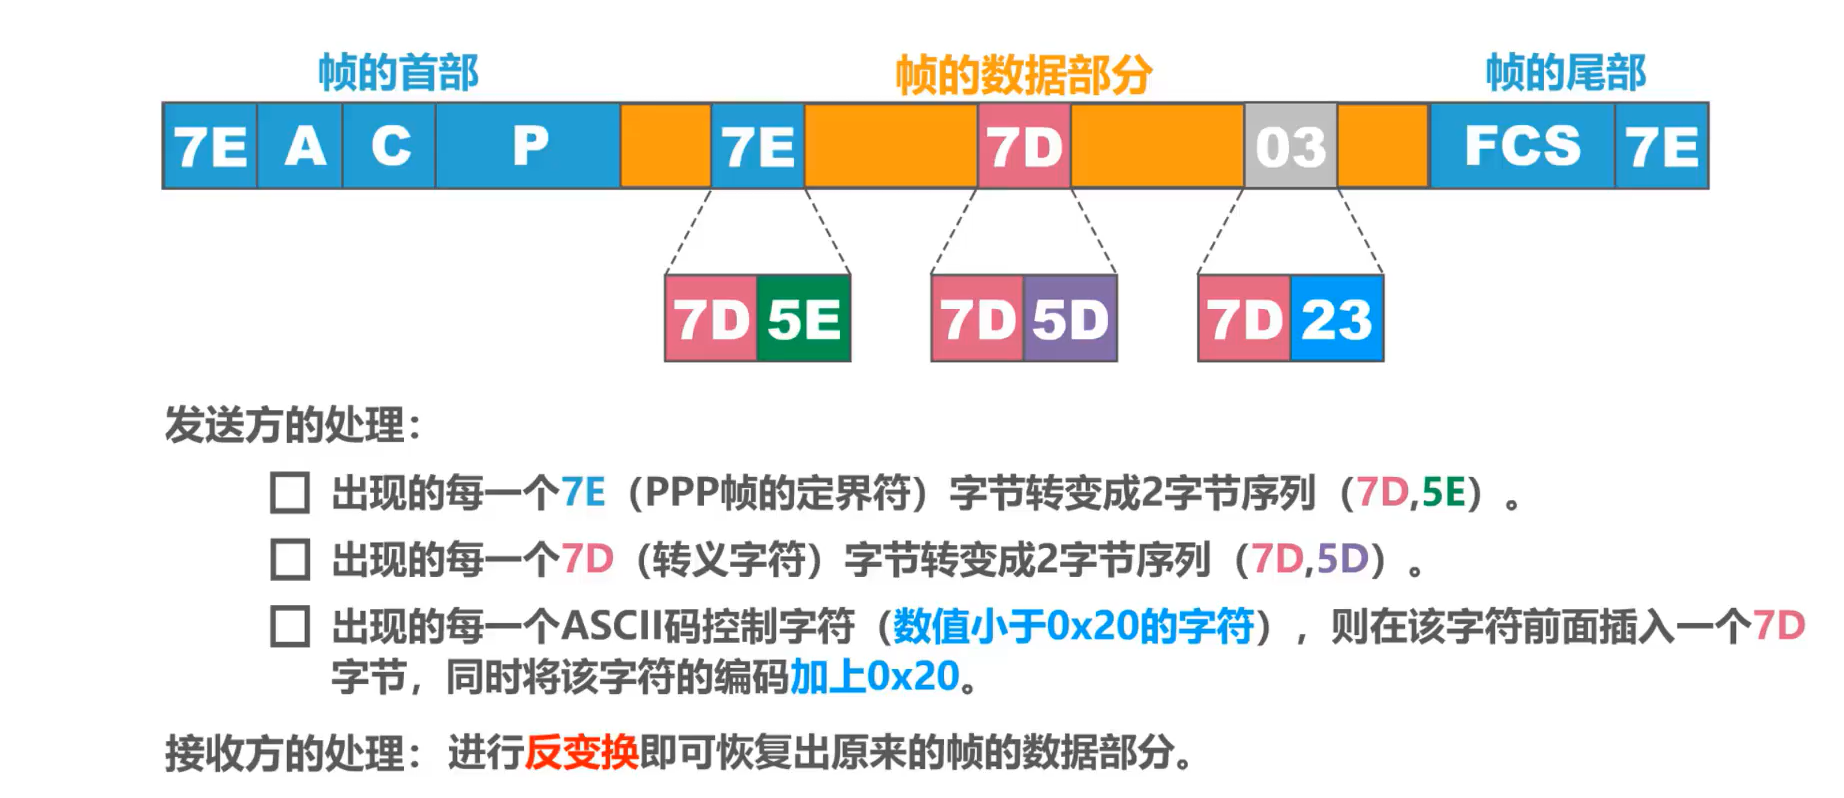 帧的首部 帧的数据部分 帧的尾部
7E A C P 7E 7D 03 FCS 7E
7D 5E 7D 5D 7D 23
发送方的处理：
出现的每一个7E（PPP帧的定界符）字节转变成2字节序列（7D,5E）。
出现的每一个7D（转义字符）字节转变成2字节序列（7D,5D）。
出现的每一个ASCII码控制字符（数值小于0x20的字符），则在该字符前面插入一个7D
字节，同时将该字符的编码加上0x20。
接收方的处理：进行反变换即可恢复出原来的帧的数据部分。